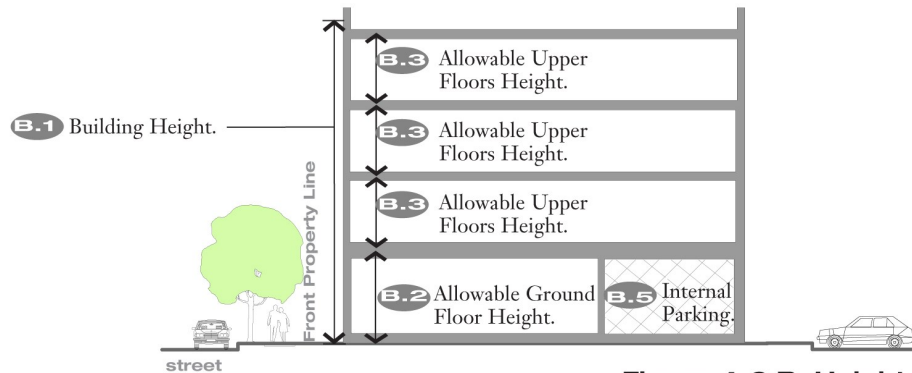 B.3 Allowable Upper
Floors Height.
B.1 Building Height.
B.3 Allowable Upper
Floors Height.
B.3 Allowable Upper
Floors Height.
Front Property Line
B.2 Allowable Ground
Floor Height.
B.5 Internal
Parking.
street